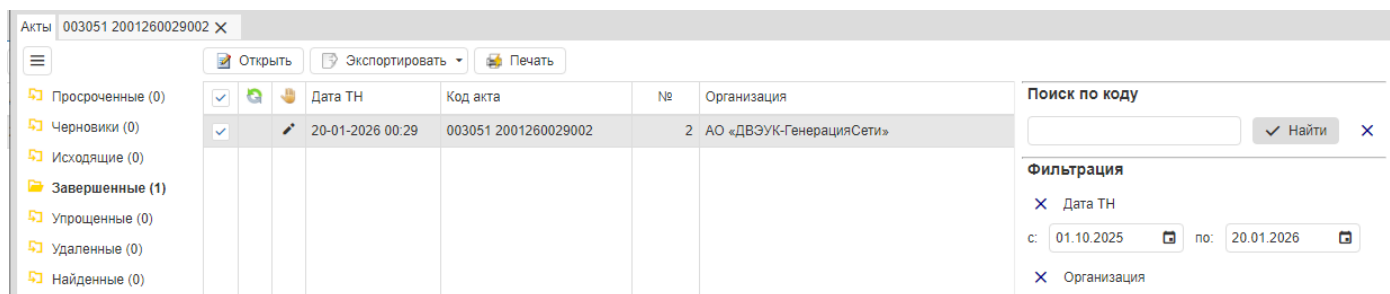 Акты 003051 2001260029002
Открыть Экспортировать Печать
Просроченные (0)
Черновики (0)
Исходящие (0)
Завершенные (1)
Упрощенные (0)
Удаленные (0)
Найденные (0)
Дата ТН Код акта № Организация
20-01-2026 00:29 003051 2001260029002 2 АО «ДВЭУК-ГенерацияСети»
Поиск по коду
Найти
Фильтрация
Дата ТН
с: 01.10.2025 по: 20.01.2026
Организация